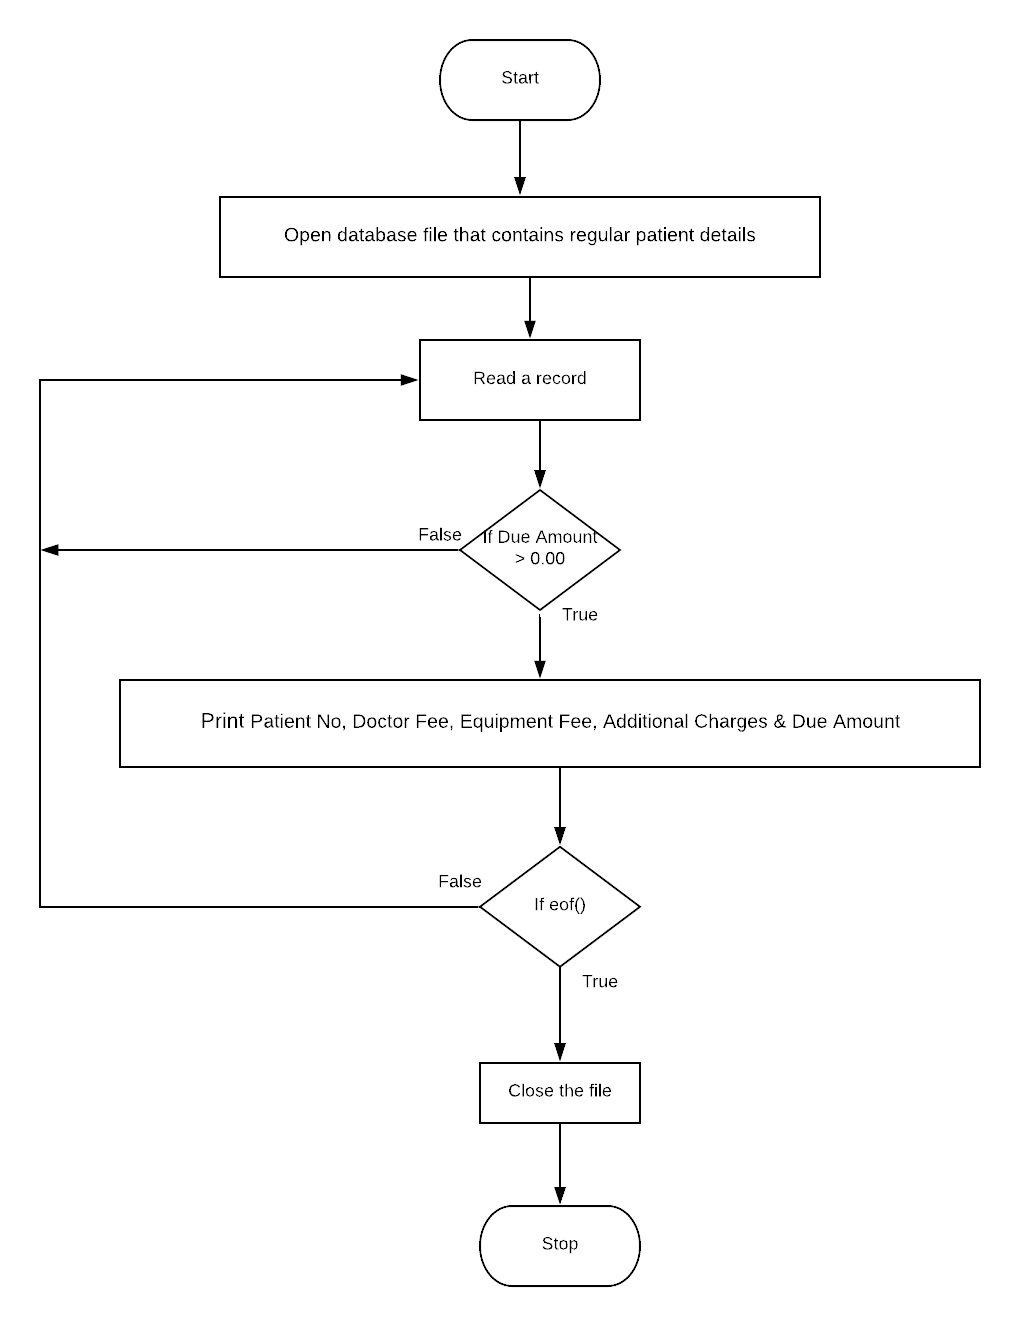 Start
Open database file that contains regular patient details
Read a record
False
If Due Amount
> 0.00
True
Print Patient No, Doctor Fee, Equipment Fee, Additional Charges & Due Amount
False
If eof()
True
Close the file
Stop